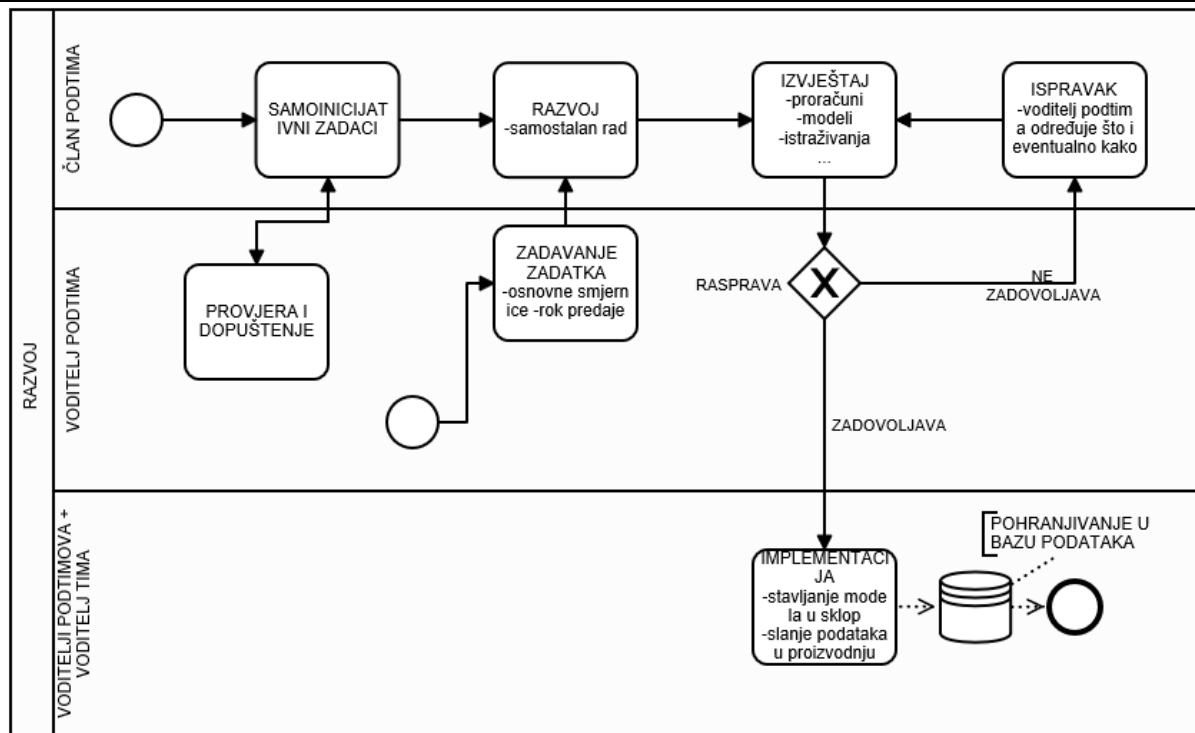 RAZVOJ
ČLAN PODTIMA
SAMOINICIJAT
IVNI ZADACI
RAZVOJ
-samostalan rad
IZVJEŠTAJ
-proračuni
-modeli
-istraživanja
...
ISPRAVAK
-voditelj podtim
a određuje što i
eventualno kako
VODITELJ PODTIMA
PROVJERA I
DOPUŠTENJE
ZADAVANJE
ZADATKA
-osnovne smjern
ice -rok predaje
RASPRAVA
NE
ZADOVOLJAVA
ZADOVOLJAVA
VODITELJI PODTIMOVA +
VODITELJ TIMA
IMPLEMENTACI
JA
-stavljanje mode
la u sklop
-slanje podataka
u proizvodnju
POHRANJIVANJE U
BAZU PODATAKA